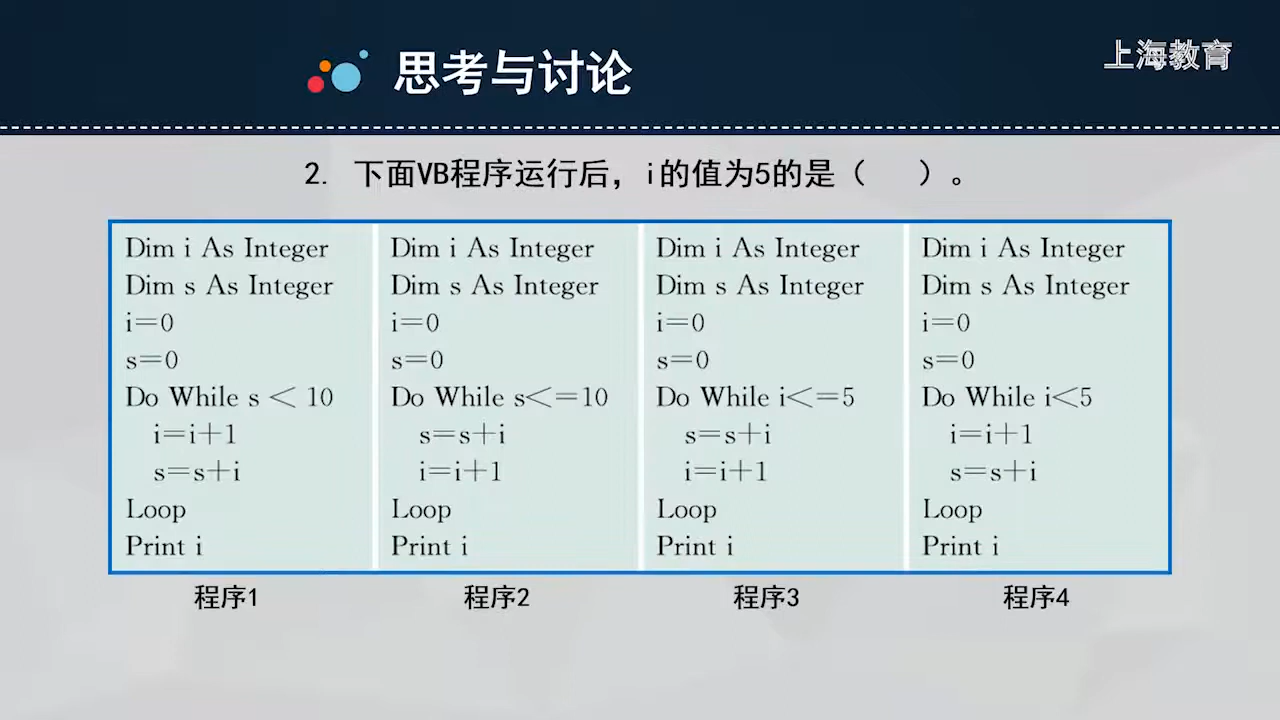 思考与讨论
上海教育
2. 下面VB程序运行后，i的值为5的是（ ）。
Dim i As Integer
Dim s As Integer
i=0
s=0
Do While s < 10
i=i+1
s=s+i
Loop
Print i
程序1
Dim i As Integer
Dim s As Integer
i=0
s=0
Do While s<=10
s=s+i
i=i+1
Loop
Print i
程序2
Dim i As Integer
Dim s As Integer
i=0
s=0
Do While i<=5
s=s+i
i=i+1
Loop
Print i
程序3
Dim i As Integer
Dim s As Integer
i=0
s=0
Do While i<5
i=i+1
s=s+i
Loop
Print i
程序4